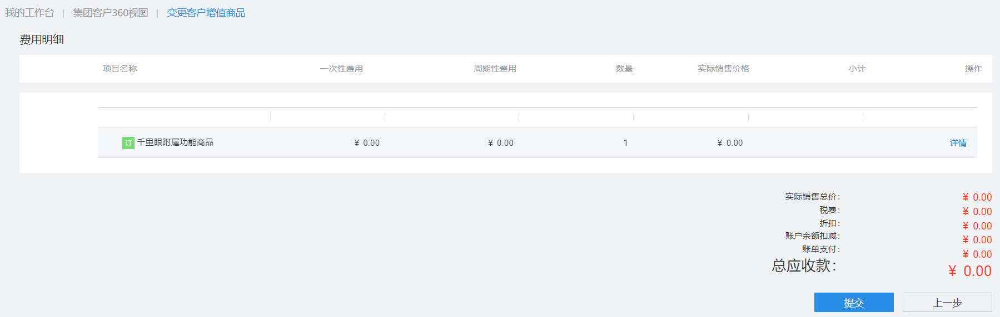 我的工作台 | 集团客户360视图 | 变更客户增值商品
费用明细
项目名称 一次性费用 周期性费用 数量 实际销售价格 小计 操作
订 千里眼附属功能商品 ¥ 0.00 ¥ 0.00 1 ¥ 0.00 详情
实际销售总价： ¥ 0.00
税费： ¥ 0.00
折扣： ¥ 0.00
账户余额扣减： ¥ 0.00
账单支付： ¥ 0.00
总应收款： ¥ 0.00
提交 上一步